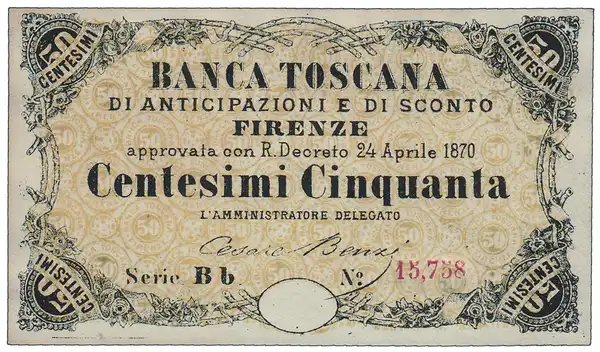 50 CENTESIMI
50 CENTESIMI
BANCA TOSCANA
DI ANTICIPAZIONI E DI SCONTO
FIRENZE
approvata con R. Decreto 24 Aprile 1870
Centesimi Cinquanta
L'AMMINISTRATORE DELEGATO
Cesare Benzi
Serie Bb Nº 15,758
CENTESIMI 50
CENTESIMI 50